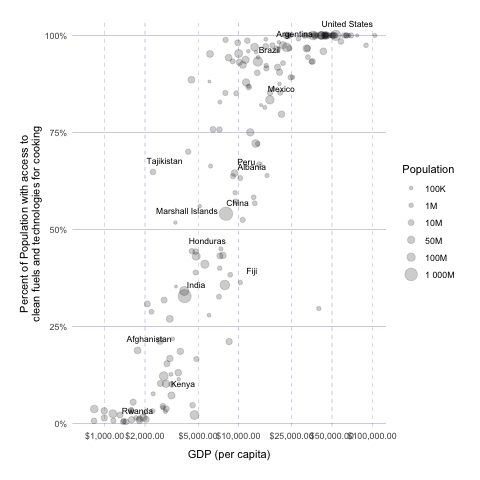 United States
Argentina
100%
Brazil
Mexico
75%
Tajikistan
Peru
Albania
China
Marshall Islands
50%
Honduras
Fiji
India
25%
Afghanistan
Kenya
Rwanda
0%
$1,000.00 $2,000.00 $5,000.00 $10,000.00 $25,000.00 $50,000.00 $100,000.00
GDP (per capita)
Percent of Population with access to
clean fuels and technologies for cooking
Population
100K
1M
10M
50M
100M
1 000M